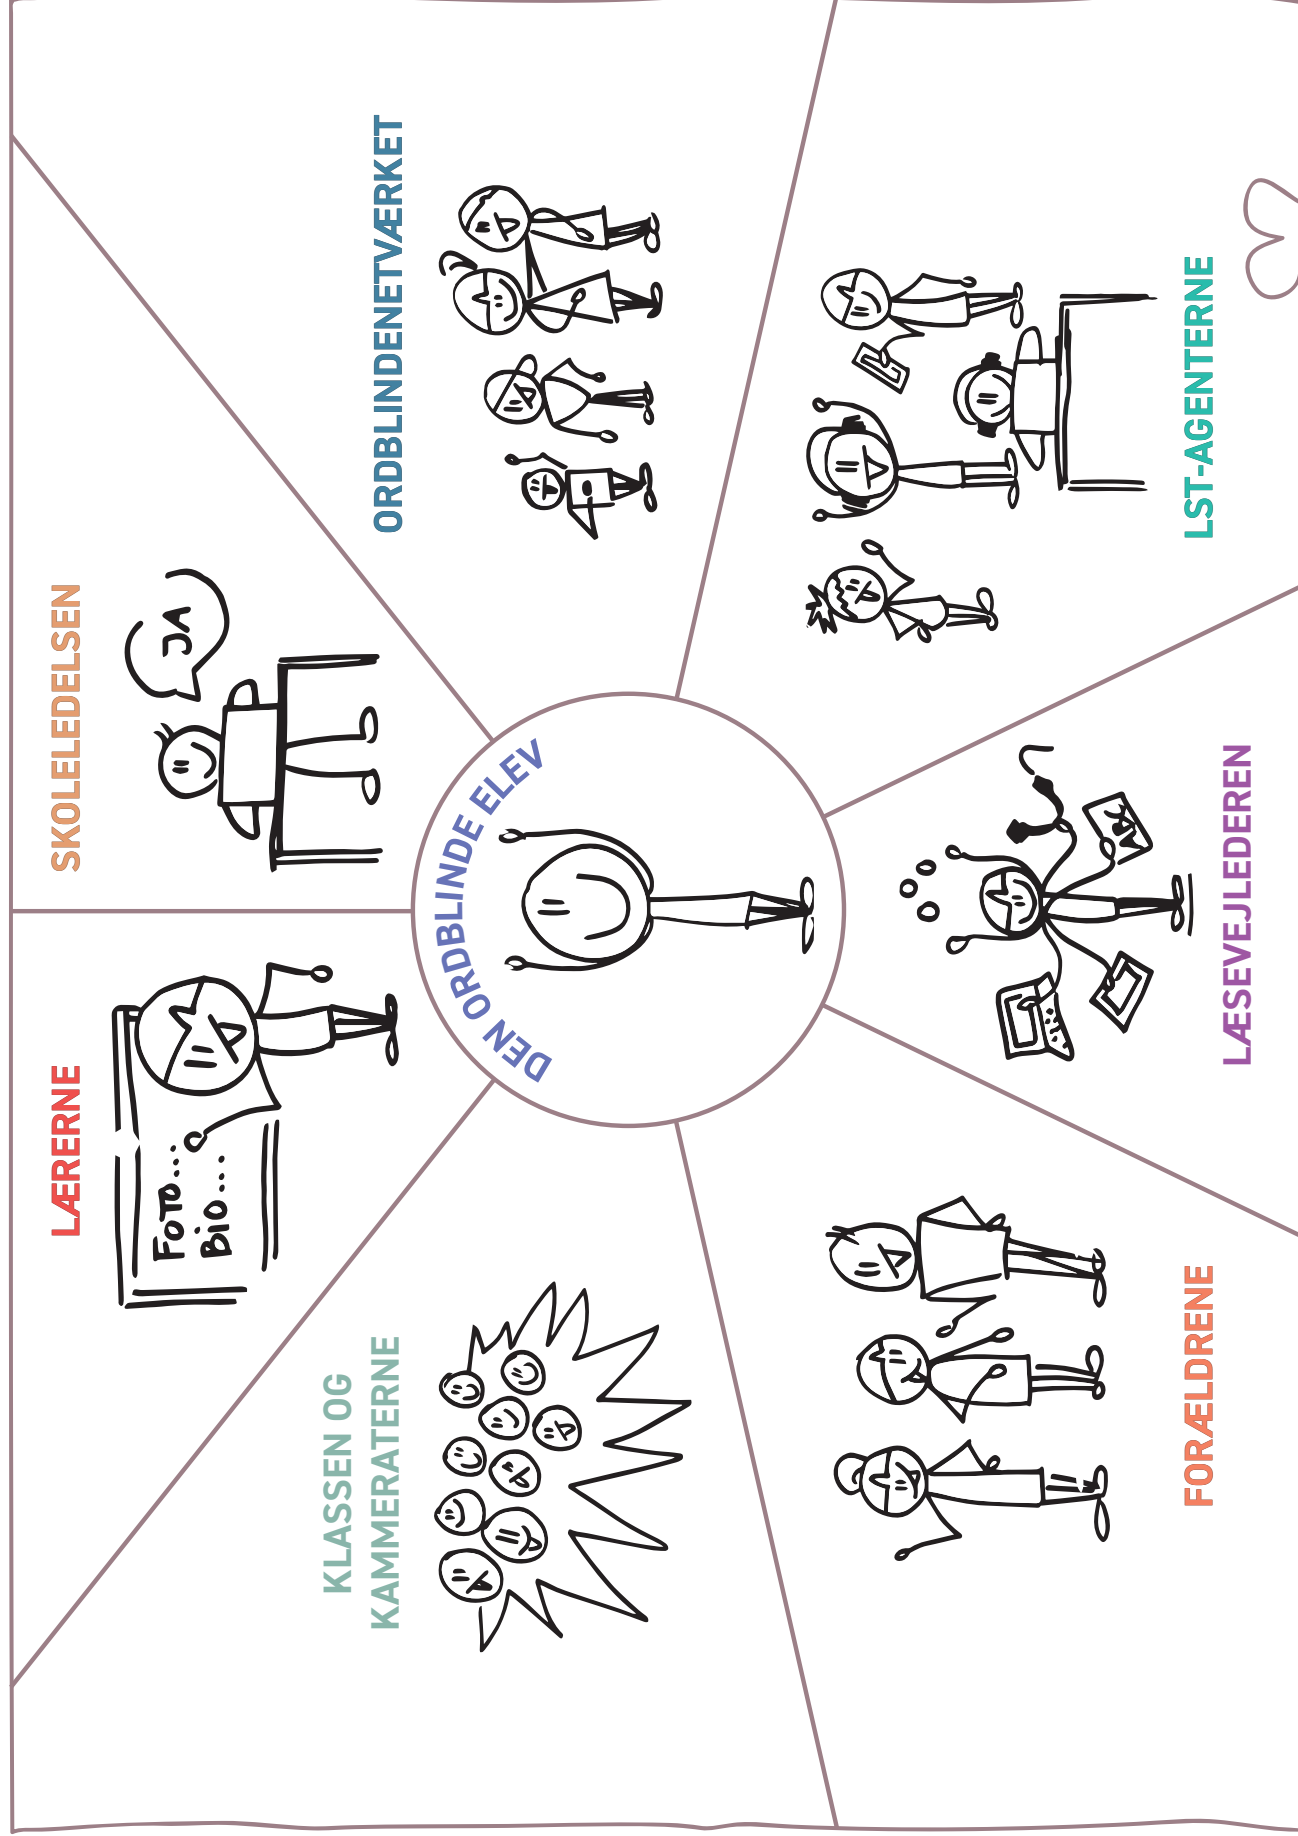 LÆRERNE
FOTO...
BIO....
SKOLELEDELSEN
JA
KLASSEN OG
KAMMERATERNE
DEN ORDBLINDE ELEV
ORDBLINDENETVÆRKET
FORÆLDRENE
LÆSEVEJLEDEREN
LST-AGENTERNE